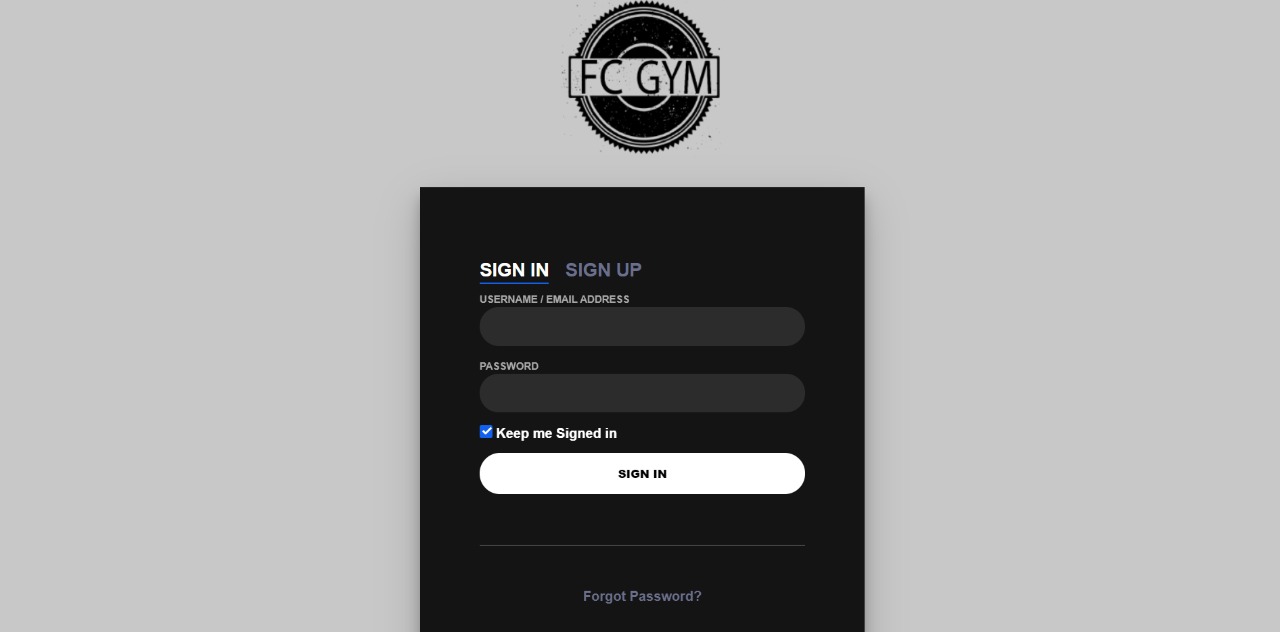 FC GYM
SIGN IN SIGN UP
USERNAME / EMAIL ADDRESS
PASSWORD
Keep me Signed in
SIGN IN
Forgot Password?